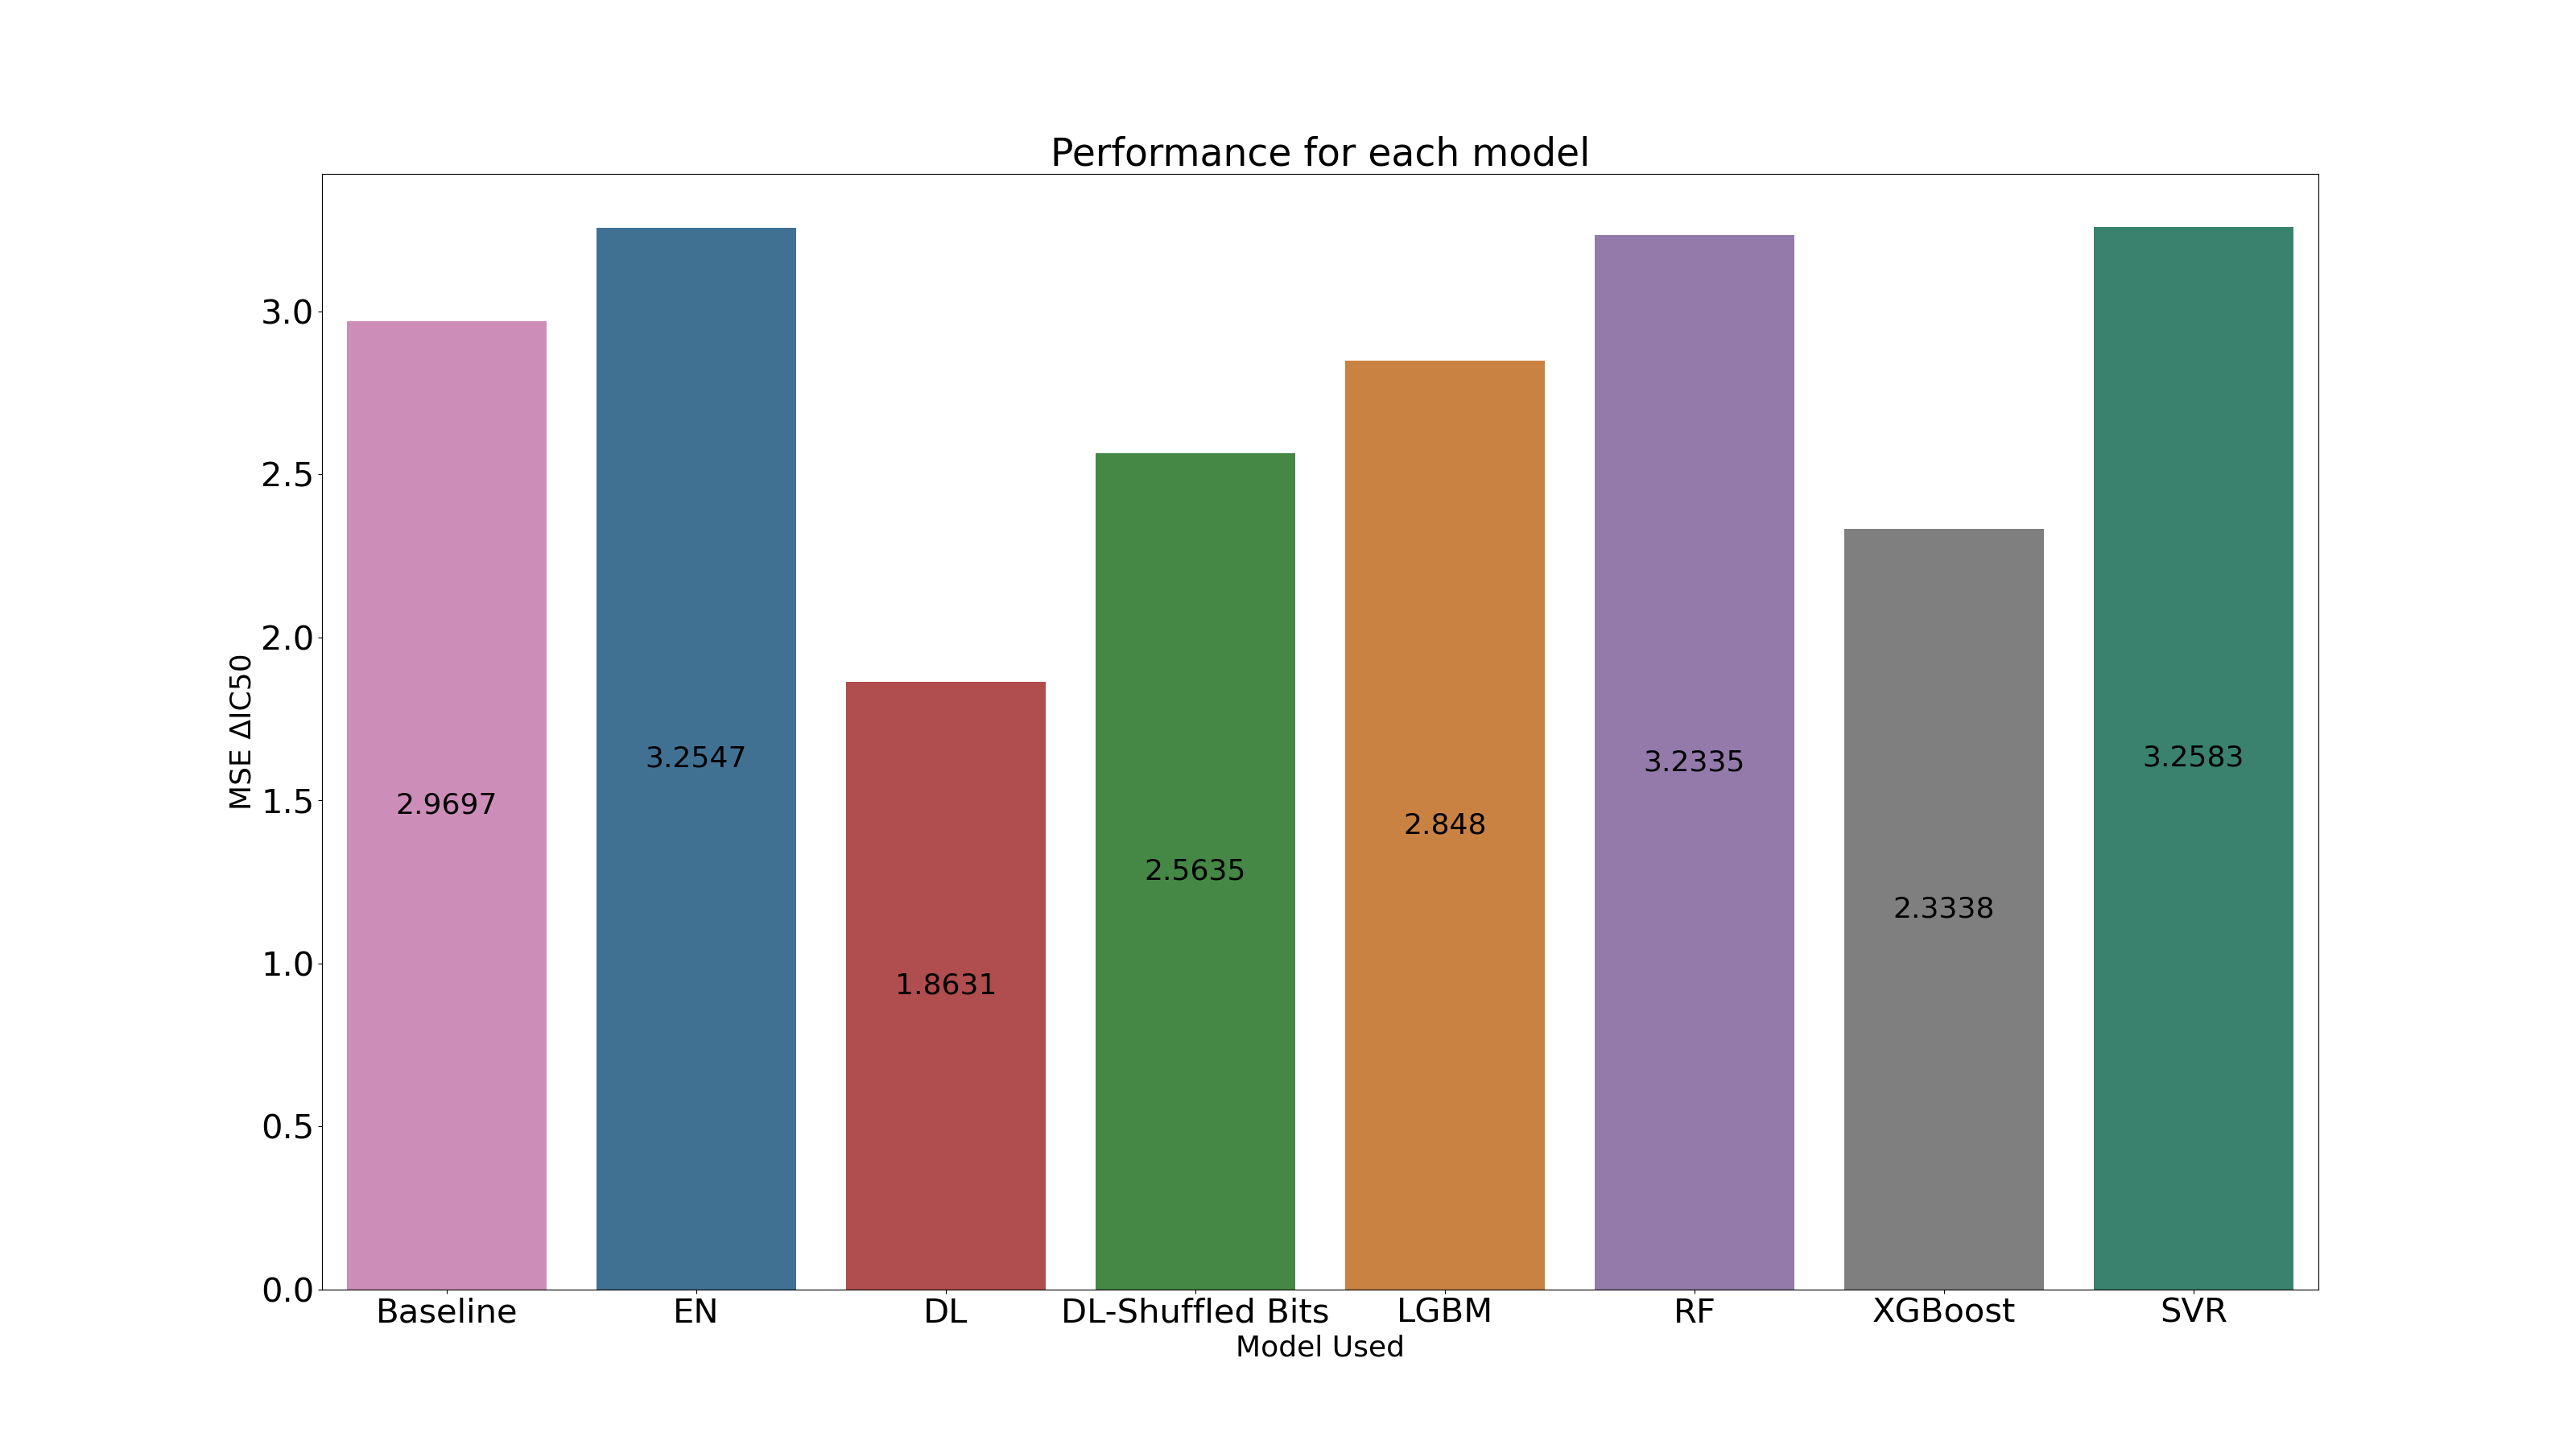 Performance for each model
MSE ΔIC50
3.0
2.5
2.0
1.5
1.0
0.5
0.0
2.9697
3.2547
1.8631
2.5635
2.848
3.2335
2.3338
3.2583
Baseline
EN
DL
DL-Shuffled Bits
LGBM
RF
XGBoost
SVR
Model Used